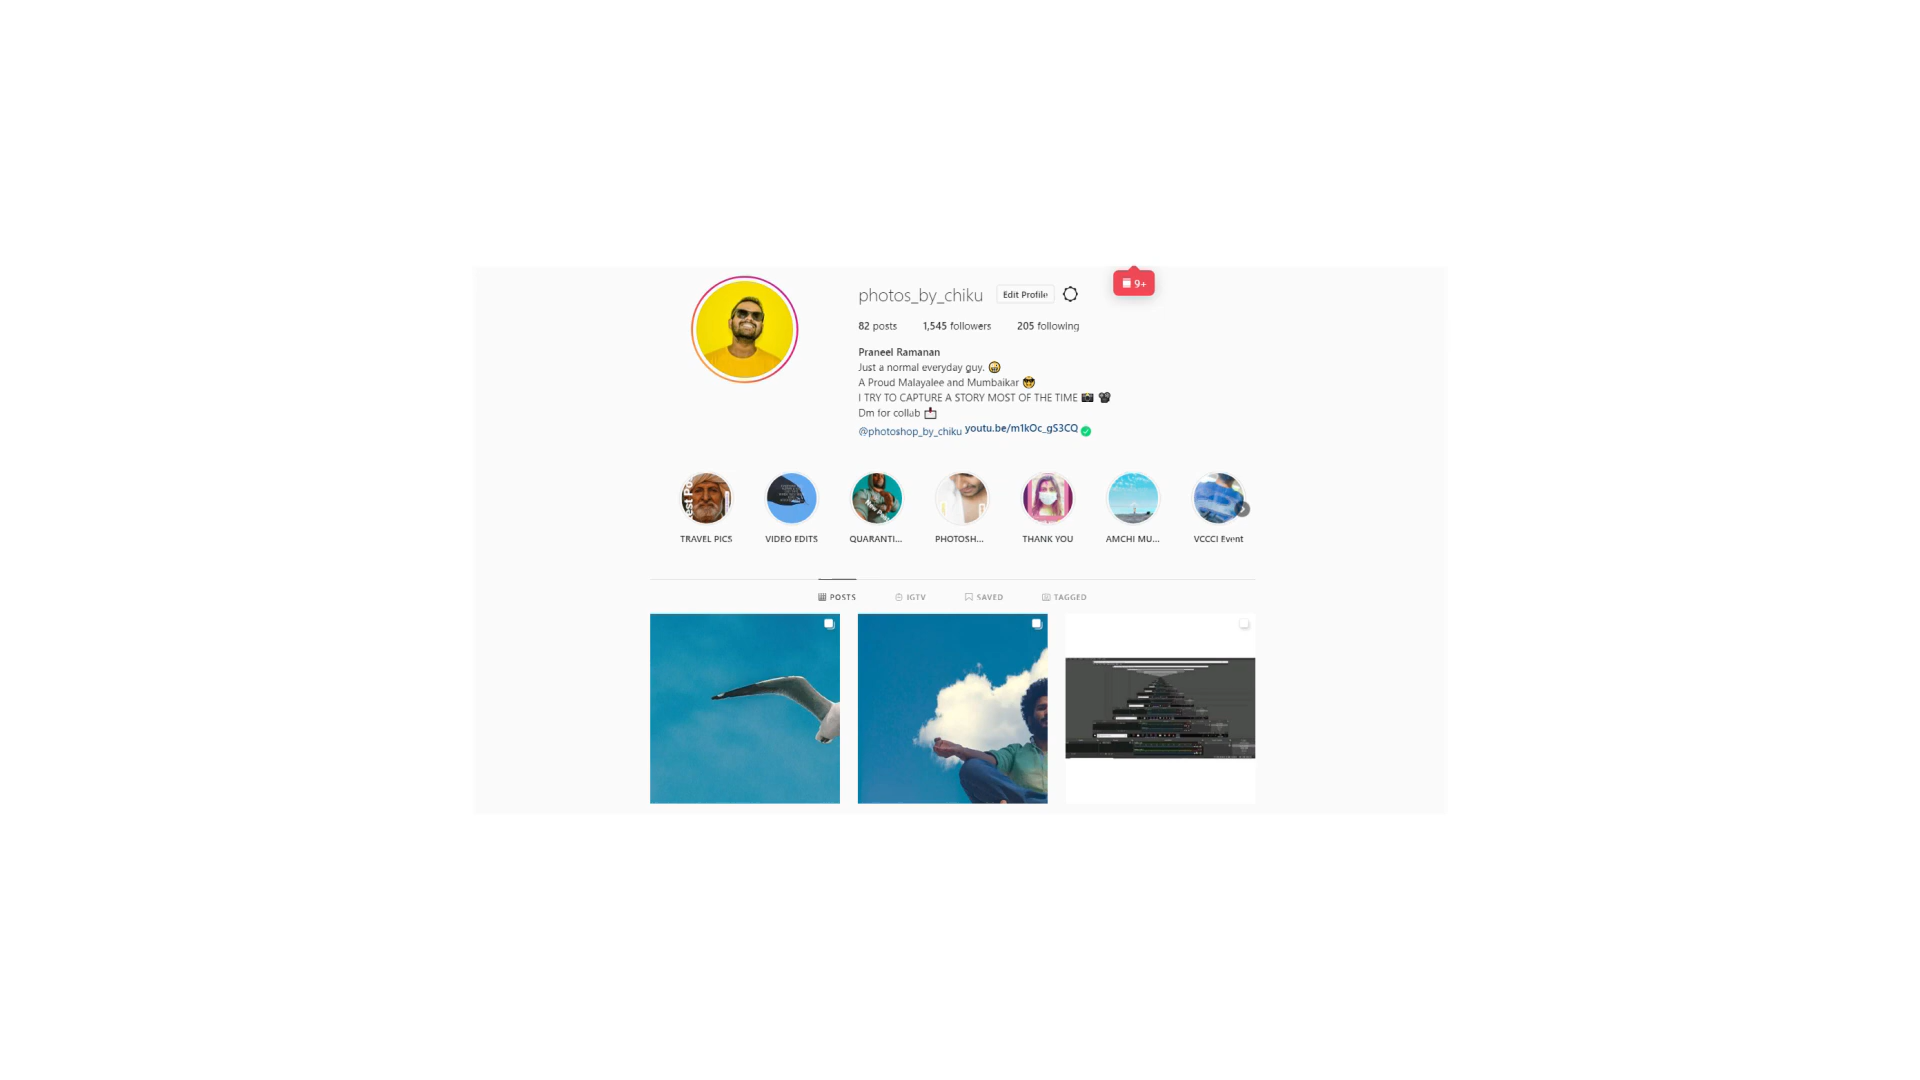 photos_by_chiku Edit Profile
9+
82 posts 1,545 followers 205 following
Praneel Ramanan
Just a normal everyday guy. 😁
A Proud Malayalee and Mumbaikar 😎
I TRY TO CAPTURE A STORY MOST OF THE TIME 📸 📽
Dm for collab 📩
@photoshop_by_chiku youtu.be/m1kOc_gS3CQ
TRAVEL PICS VIDEO EDITS QUARANTI... PHOTOSH... THANK YOU AMCHI MU... VCCCI Event
POSTS IGTV SAVED TAGGED